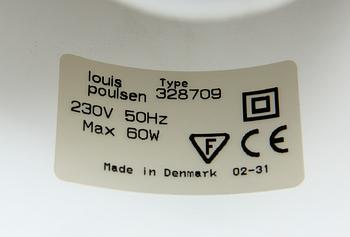 louis Type
poulsen 328709
230V 50Hz
Max 60W
F CE
Made in Denmark 02-31